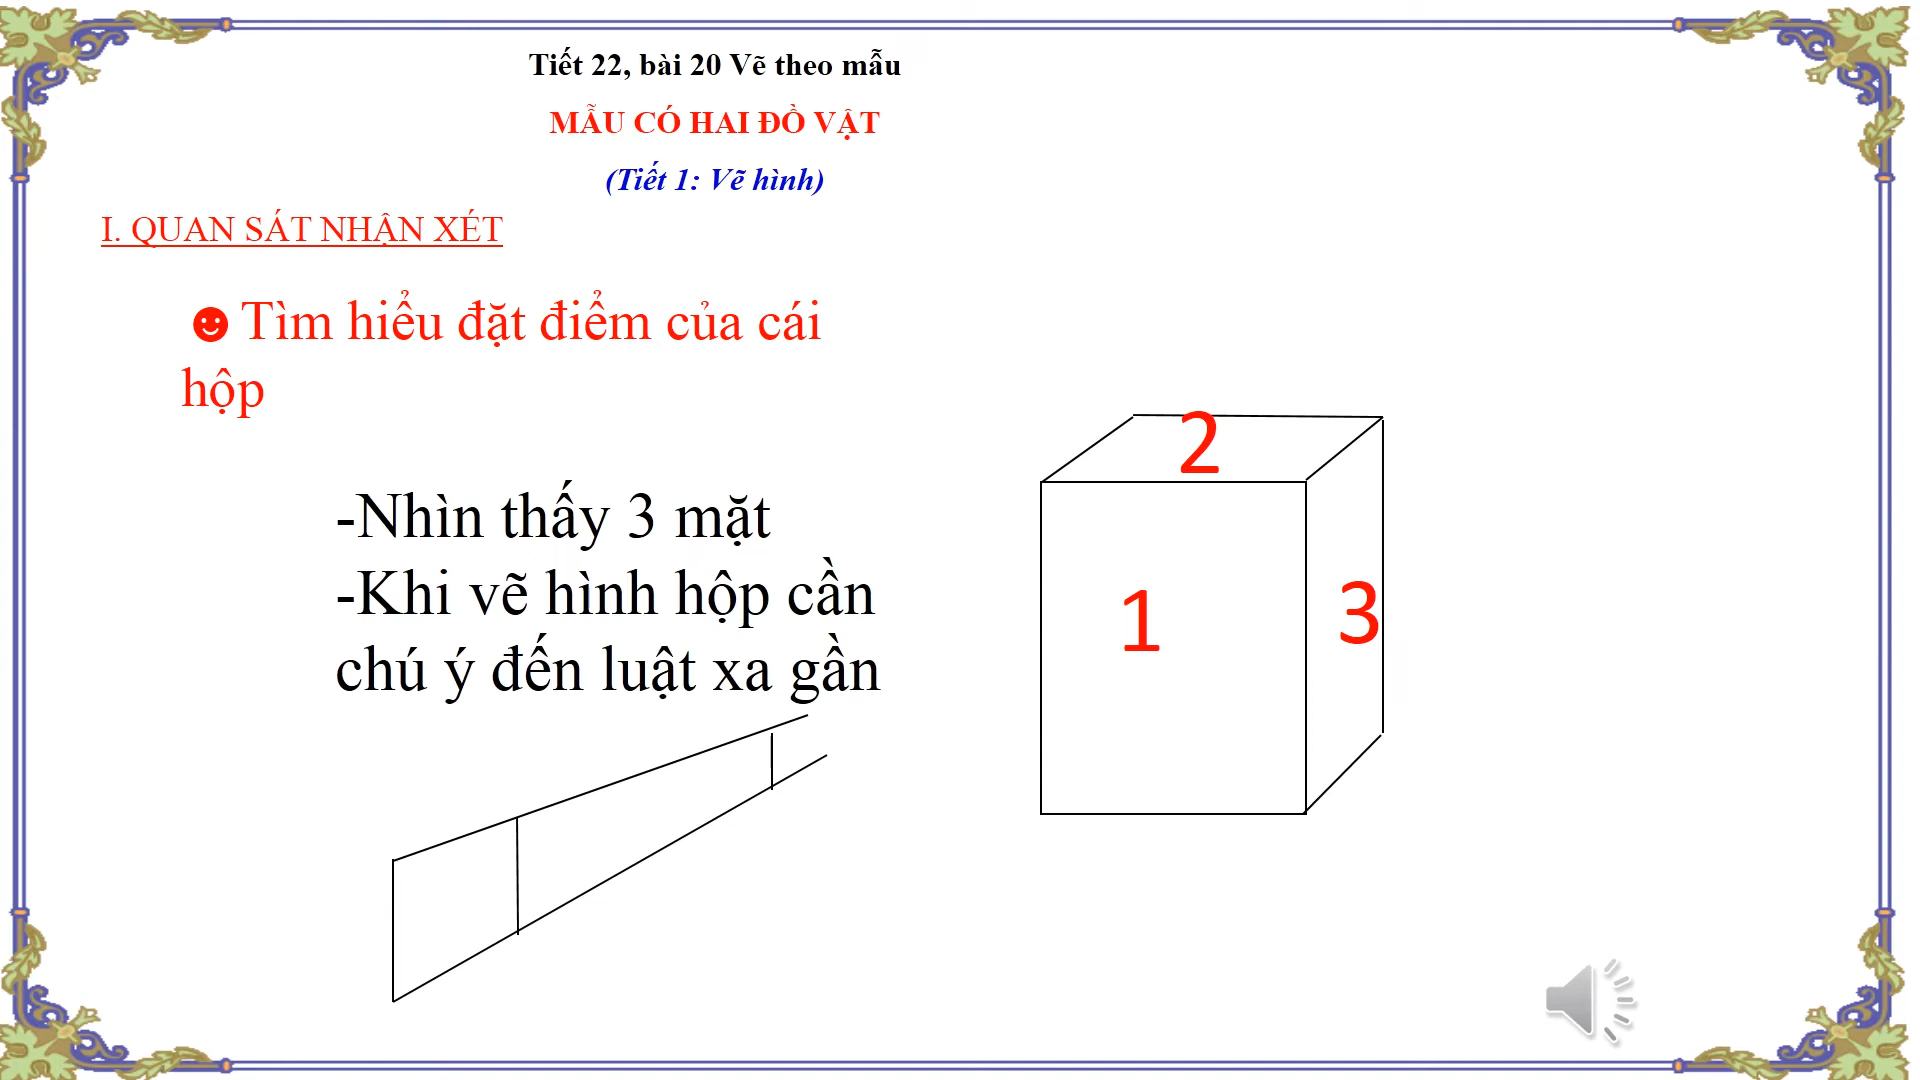 Tiết 22, bài 20 Vẽ theo mẫu
MẪU CÓ HAI ĐỒ VẬT
(Tiết 1: Vẽ hình)
I. QUAN SÁT NHẬN XÉT
☻Tìm hiểu đặt điểm của cái
hộp
-Nhìn thấy 3 mặt
-Khi vẽ hình hộp cần
chú ý đến luật xa gần
2
1
3